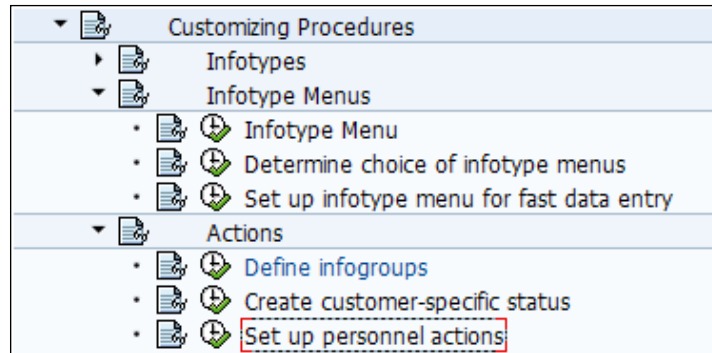 Customizing Procedures
Infotypes
Infotype Menus
Infotype Menu
Determine choice of infotype menus
Set up infotype menu for fast data entry
Actions
Define infogroups
Create customer-specific status
Set up personnel actions